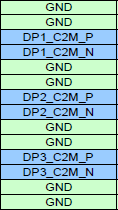 GND
GND
DP1_C2M_P
DP1_C2M_N
GND
GND
DP2_C2M_P
DP2_C2M_N
GND
GND
DP3_C2M_P
DP3_C2M_N
GND
GND